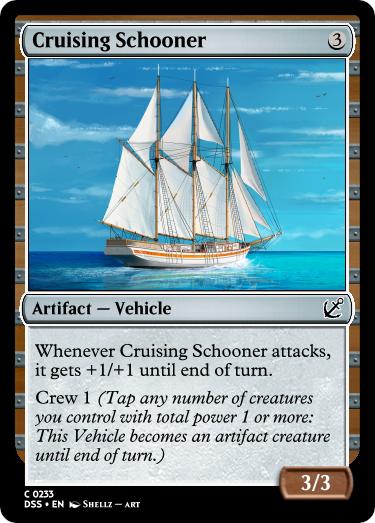 Cruising Schooner 3
Artifact — Vehicle
Whenever Cruising Schooner attacks,
it gets +1/+1 until end of turn.
Crew 1 (Tap any number of creatures
you control with total power 1 or more:
This Vehicle becomes an artifact creature
until end of turn.)
3/3
C 0233
DSS • EN Shellz — art